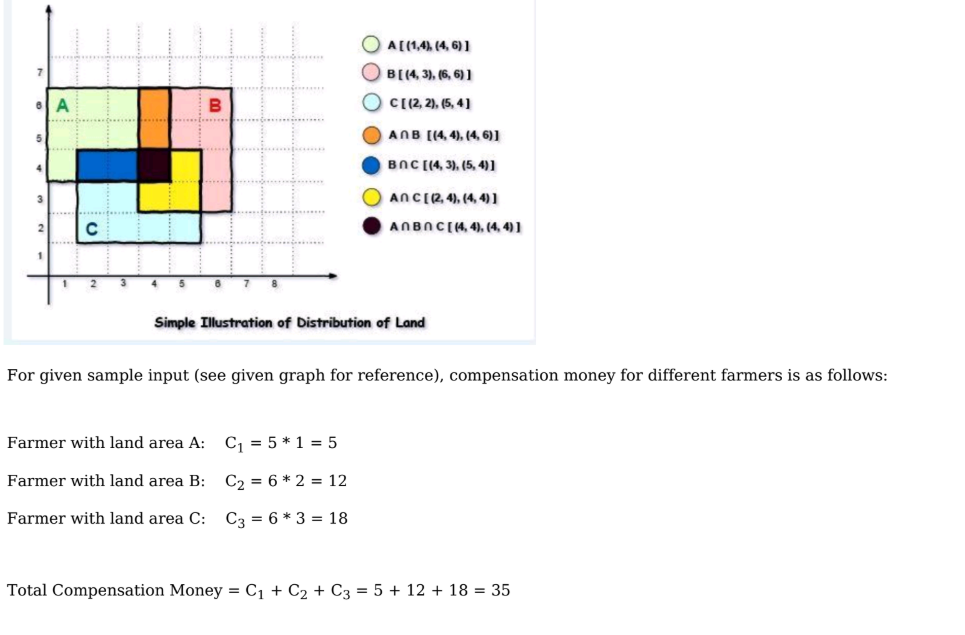 7
6
5
4
3
2
1
A
B
C
1 2 3 4 5 6 7 8
A [ (1,4), (4, 6) ]
B [ (4, 3), (6, 6) ]
C [ (2, 2), (5, 4 ]
A∩B [(4, 4), (4, 6)]
B∩C [(4, 3), (5, 4)]
A∩C [(2, 4), (4, 4)]
A∩B∩C [ (4, 4), (4, 4) ]
Simple Illustration of Distribution of Land
For given sample input (see given graph for reference), compensation money for different farmers is as follows:
Farmer with land area A: C₁ = 5 * 1 = 5
Farmer with land area B: C₂ = 6 * 2 = 12
Farmer with land area C: C₃ = 6 * 3 = 18
Total Compensation Money = C₁ + C₂ + C₃ = 5 + 12 + 18 = 35